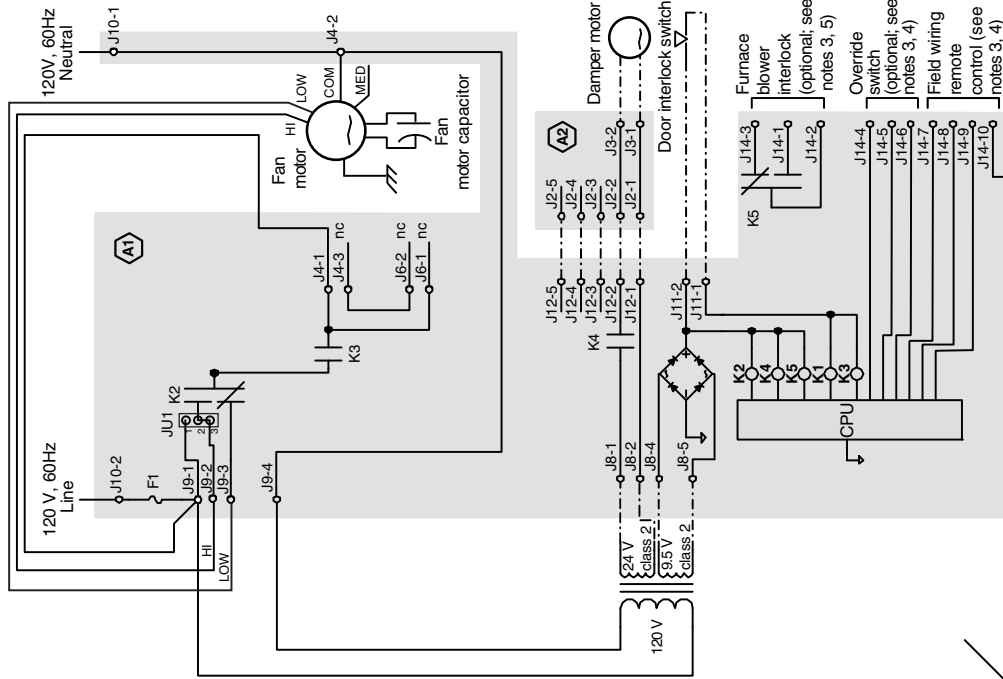 120V, 60Hz
Neutral
J10-1
J4-2
LOW
COM
MED
HI
Fan
motor
Fan
motor capacitor
A1
J4-1
J4-3
nc
J6-2
nc
J6-1
nc
K3
K2
JU1
1
2
3
120 V, 60Hz
Line
J10-2
F1
J9-1
J9-2
J9-3
J9-4
HI
LOW
Damper motor
Door interlock switch
A2
J3-2
J3-1
J2-5
J2-4
J2-3
J2-2
J2-1
J12-5
J12-4
J12-3
J12-2
J12-1
K4
J11-2
J11-1
J8-1
J8-2
J8-4
J8-5
24 V
class 2
9.5 V
class 2
120 V
K2
K4
K5
K1
K3
CPU
K5
J14-3
J14-1
J14-2
J14-4
J14-5
J14-6
J14-7
J14-8
J14-9
J14-10
Furnace
blower
interlock
(optional; see
notes 3, 5)
Override
switch
(optional; see
notes 3, 4)
Field wiring
remote
control (see
notes 3, 4)